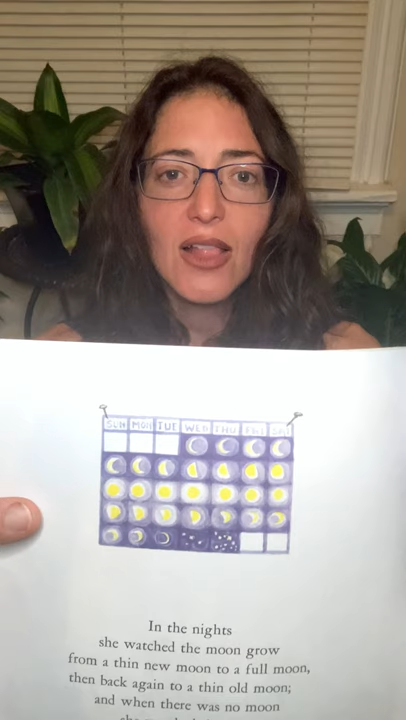 SUN MON TUE WED THU FRI SAT
In the nights
she watched the moon grow
from a thin new moon to a full moon,
then back again to a thin old moon;
and when there was no moon